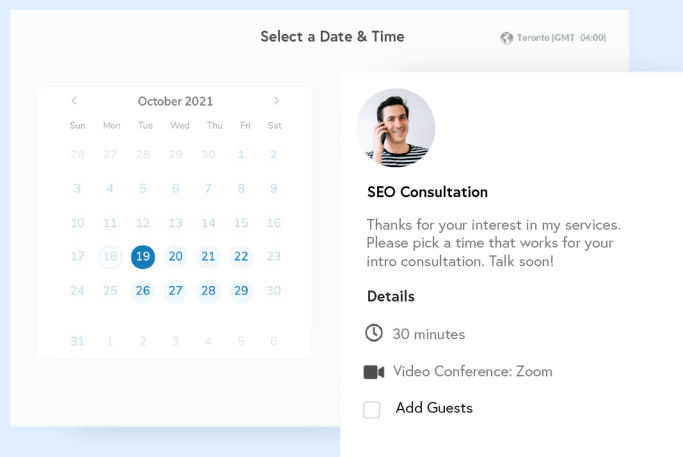 Select a Date & Time
Toronto [GMT -04:00]
< October 2021 >
Sun Mon Tue Wed Thu Fri Sat
26 27 28 29 30 1 2
3 4 5 6 7 8 9
10 11 12 13 14 15 16
17 18 19 20 21 22 23
24 25 26 27 28 29 30
31 1 2 3 4 5 6
SEO Consultation
Thanks for your interest in my services.
Please pick a time that works for your
intro consultation. Talk soon!
Details
30 minutes
Video Conference: Zoom
Add Guests